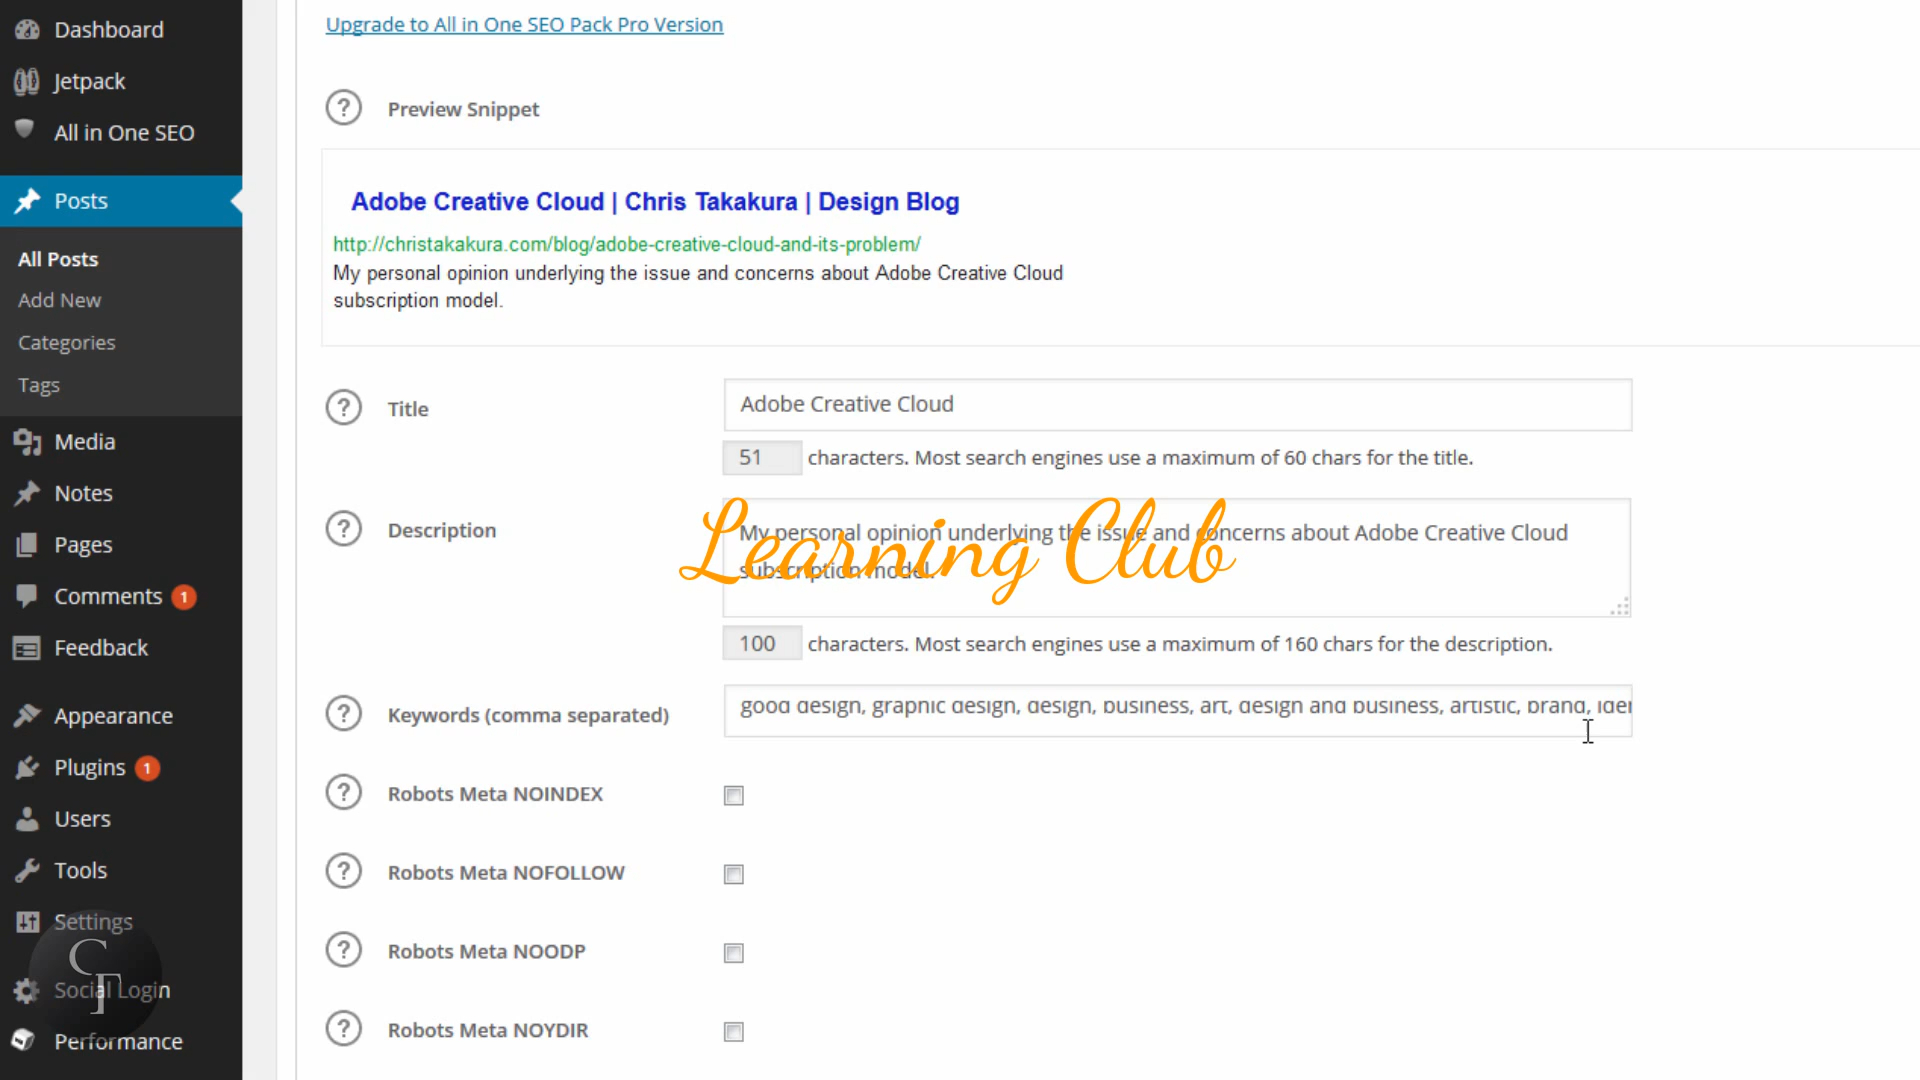 Dashboard
Jetpack
All in One SEO
Posts
All Posts
Add New
Categories
Tags
Media
Notes
Pages
Comments 1
Feedback
Appearance
Plugins 1
Users
Tools
Settings
Social Login
Performance
CT
Upgrade to All in One SEO Pack Pro Version
? Preview Snippet
Adobe Creative Cloud | Chris Takakura | Design Blog
http://christakakura.com/blog/adobe-creative-cloud-and-its-problem/
My personal opinion underlying the issue and concerns about Adobe Creative Cloud
subscription model.
? Title
Adobe Creative Cloud
51 characters. Most search engines use a maximum of 60 chars for the title.
? Description
My personal opinion underlying the issue and concerns about Adobe Creative Cloud
subscription model.
Learning Club
100 characters. Most search engines use a maximum of 160 chars for the description.
? Keywords (comma separated)
good design, graphic design, design, business, art, design and business, artistic, brand,
? Robots Meta NOINDEX
? Robots Meta NOFOLLOW
? Robots Meta NOODP
? Robots Meta NOYDIR